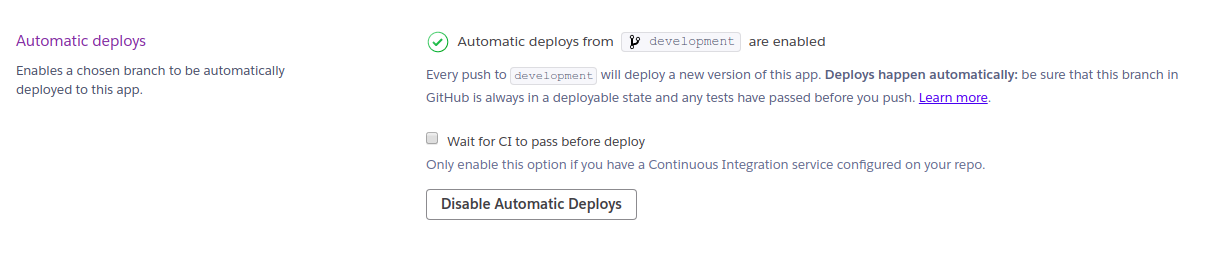 Automatic deploys
Enables a chosen branch to be automatically
deployed to this app.
Automatic deploys from development are enabled
Every push to development will deploy a new version of this app. Deploys happen automatically: be sure that this branch in
GitHub is always in a deployable state and any tests have passed before you push. Learn more.
Wait for CI to pass before deploy
Only enable this option if you have a Continuous Integration service configured on your repo.
Disable Automatic Deploys